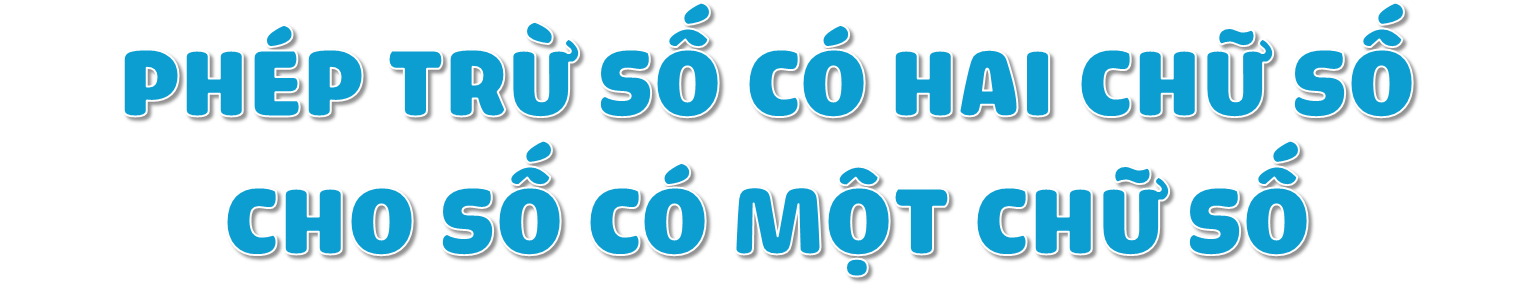 PHÉP TRỪ SỐ CÓ HAI CHỮ SỐ
CHO SỐ CÓ MỘT CHỮ SỐ